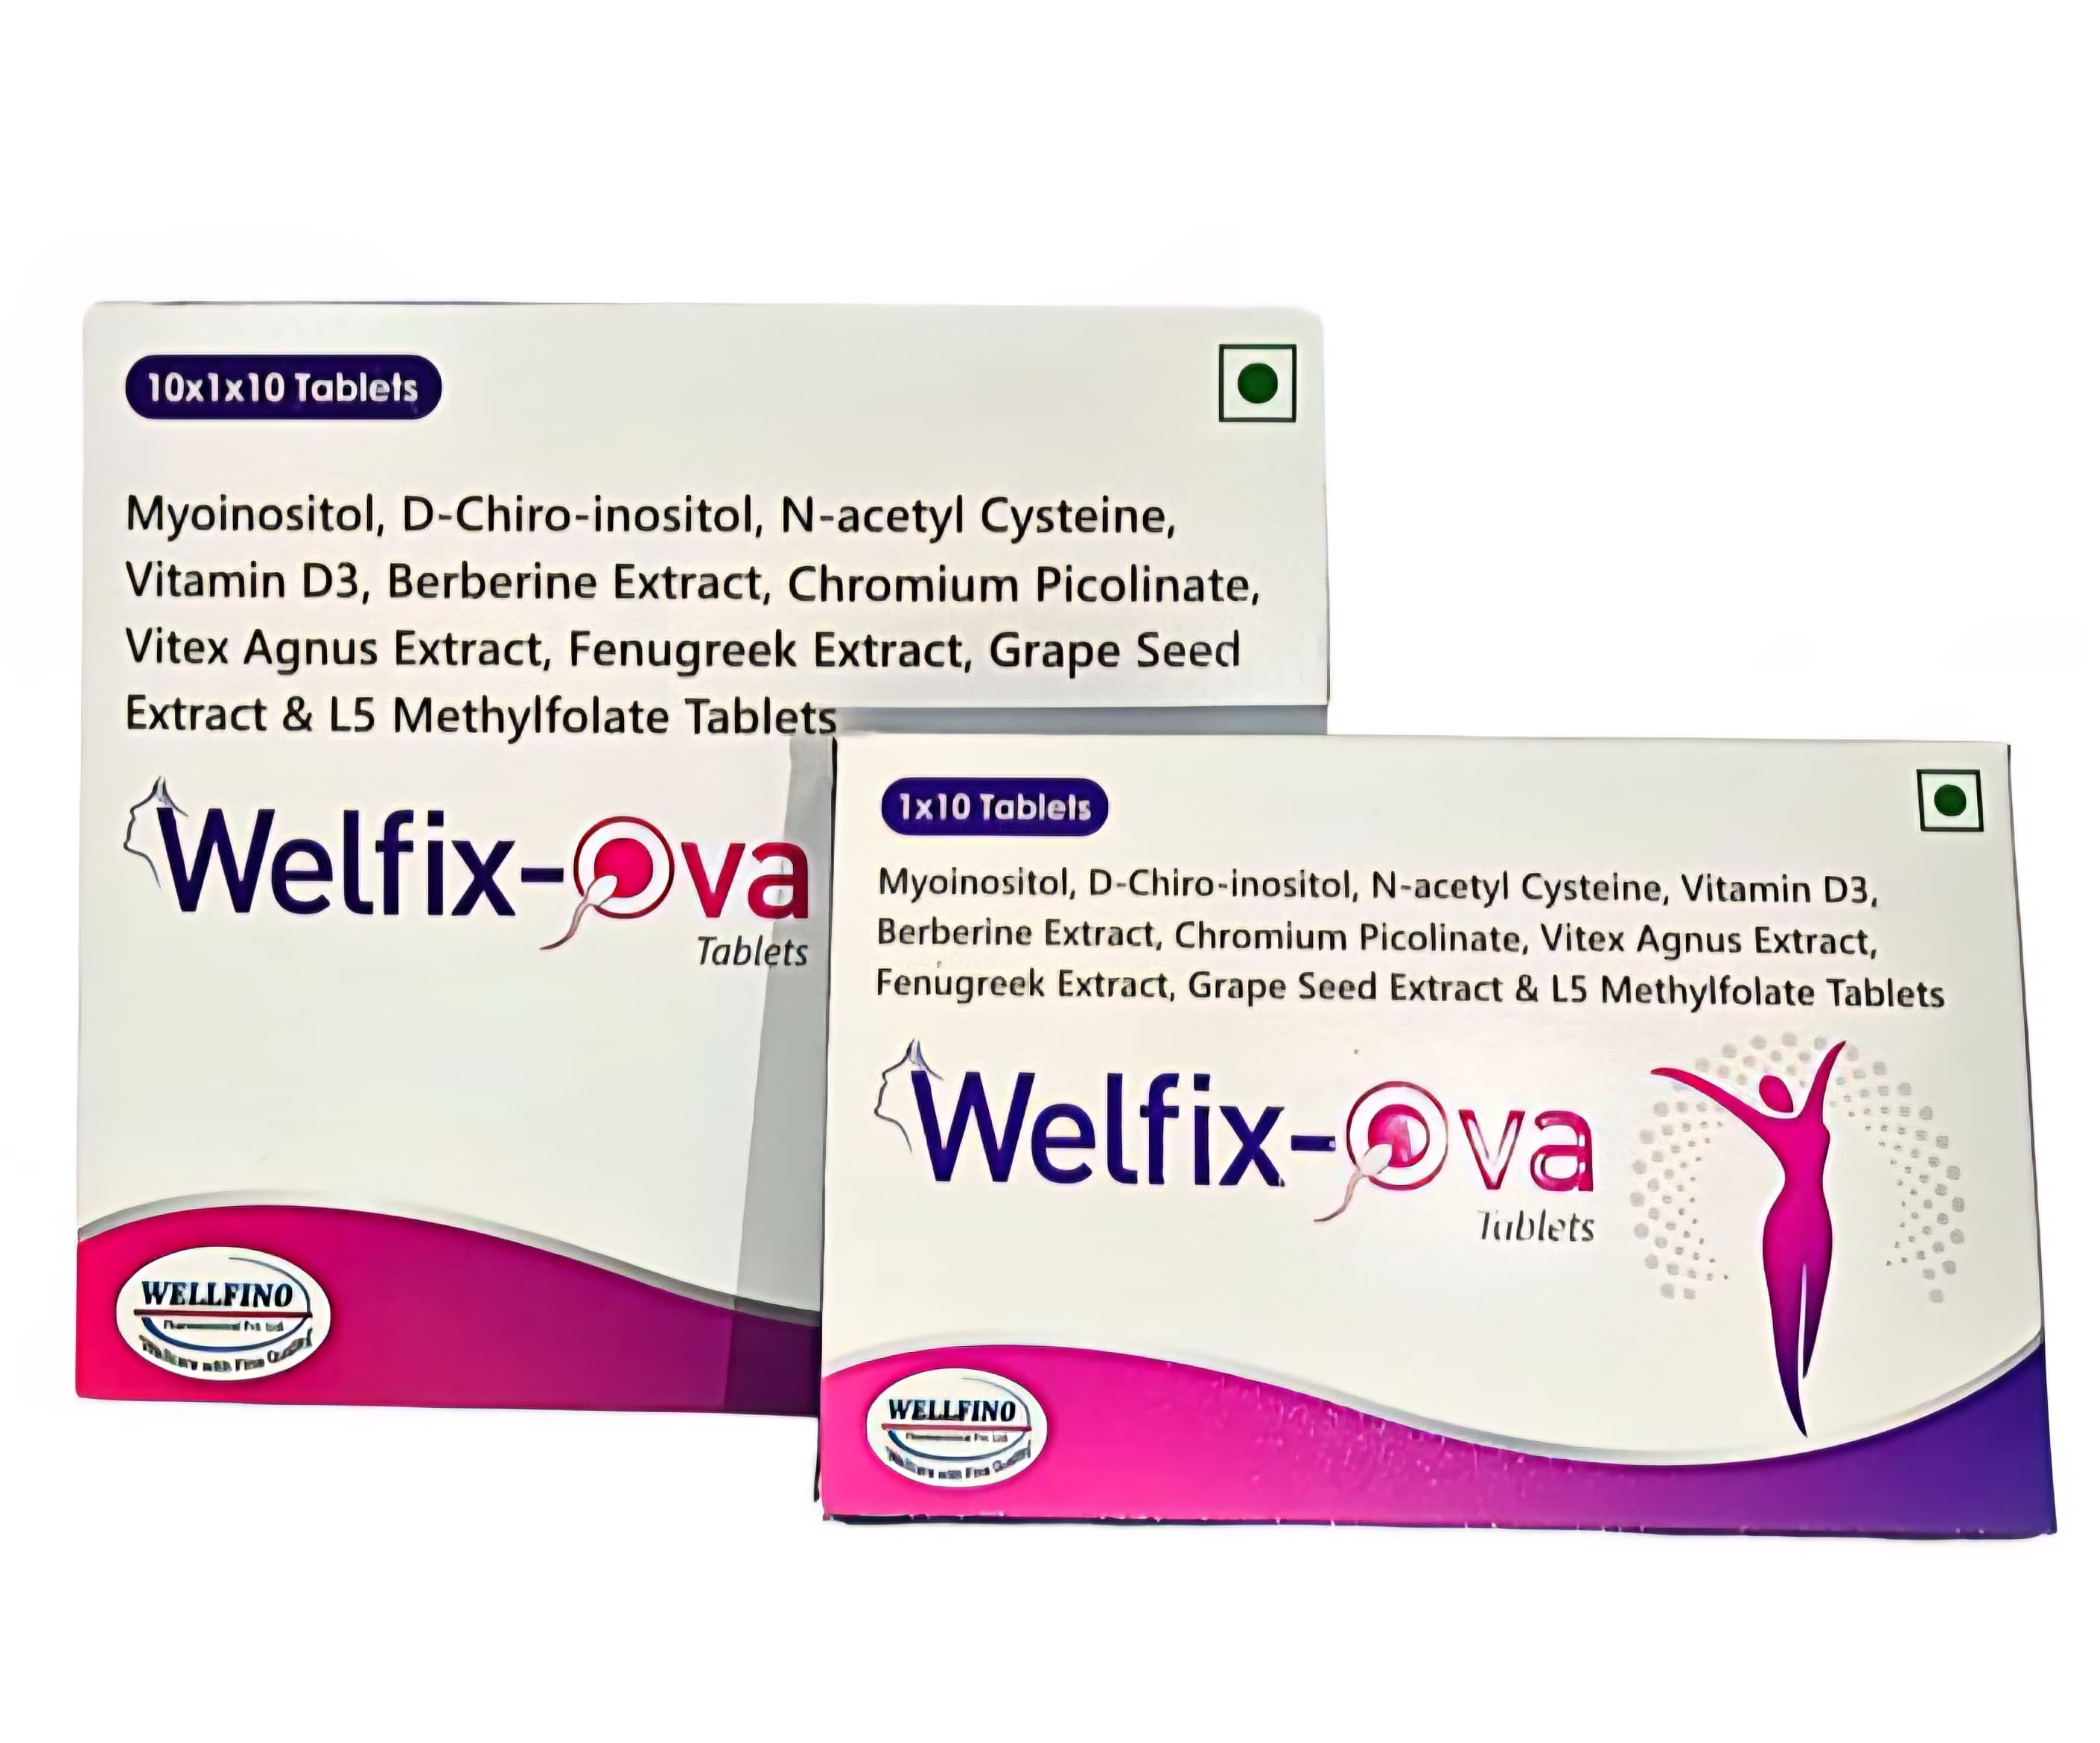 10x1x10 Tablets
Myoinositol, D-Chiro-inositol, N-acetyl Cysteine,
Vitamin D3, Berberine Extract, Chromium Picolinate,
Vitex Agnus Extract, Fenugreek Extract, Grape Seed
Extract & L5 Methylfolate Tablets
Welfix-Ova
Tablets
WELLFINO
1x10 Tablets
Myoinositol, D-Chiro-inositol, N-acetyl Cysteine, Vitamin D3,
Berberine Extract, Chromium Picolinate, Vitex Agnus Extract,
Fenugreek Extract, Grape Seed Extract & L5 Methylfolate Tablets
Welfix-Ova
Tablets
WELLFINO